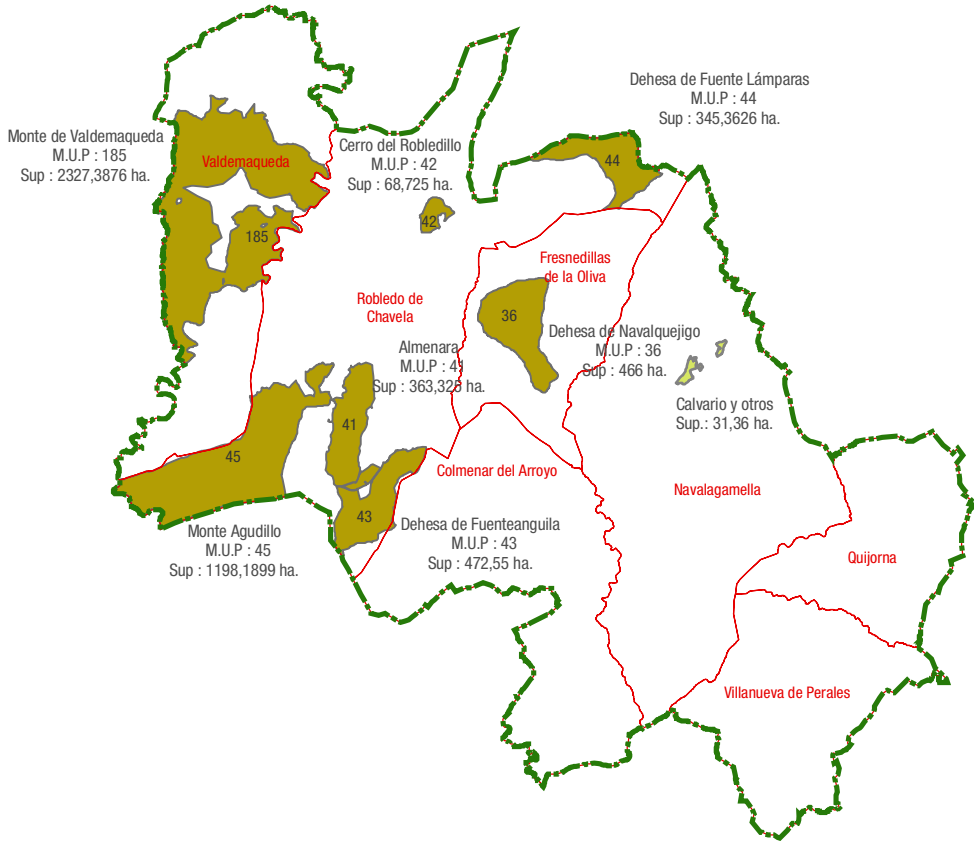 Dehesa de Fuente Lámparas
M.U.P : 44
Sup : 345,3626 ha.
Monte de Valdemaqueda
M.U.P : 185
Sup : 2327,3876 ha.
Valdemaqueda
Cerro del Robledillo
M.U.P : 42
Sup : 68,725 ha.
44
42
185
Fresnedillas
de la Oliva
Robledo de
Chavela
36
Dehesa de Navalquejigo
M.U.P : 36
Sup : 466 ha.
Almenara
M.U.P : 41
Sup : 363,325 ha.
Calvario y otros
Sup.: 31,36 ha.
41
45
Colmenar del Arroyo
Navalagamella
43
Monte Agudillo
M.U.P : 45
Sup : 1198,1899 ha.
Dehesa de Fuenteanguila
M.U.P : 43
Sup : 472,55 ha.
Quijorna
Villanueva de Perales